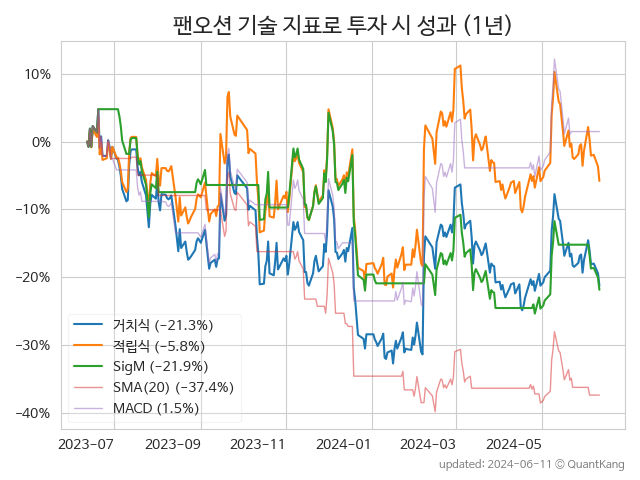 팬오션 기술 지표로 투자 시 성과 (1년)
10%
0%
−10%
−20%
−30%
−40%
거치식 (−21.3%)
적립식 (−5.8%)
SigM (−21.9%)
SMA(20) (−37.4%)
MACD (1.5%)
2023−07
2023−09
2023−11
2024−01
2024−03
2024−05
updated: 2024−06−11 © QuantKang